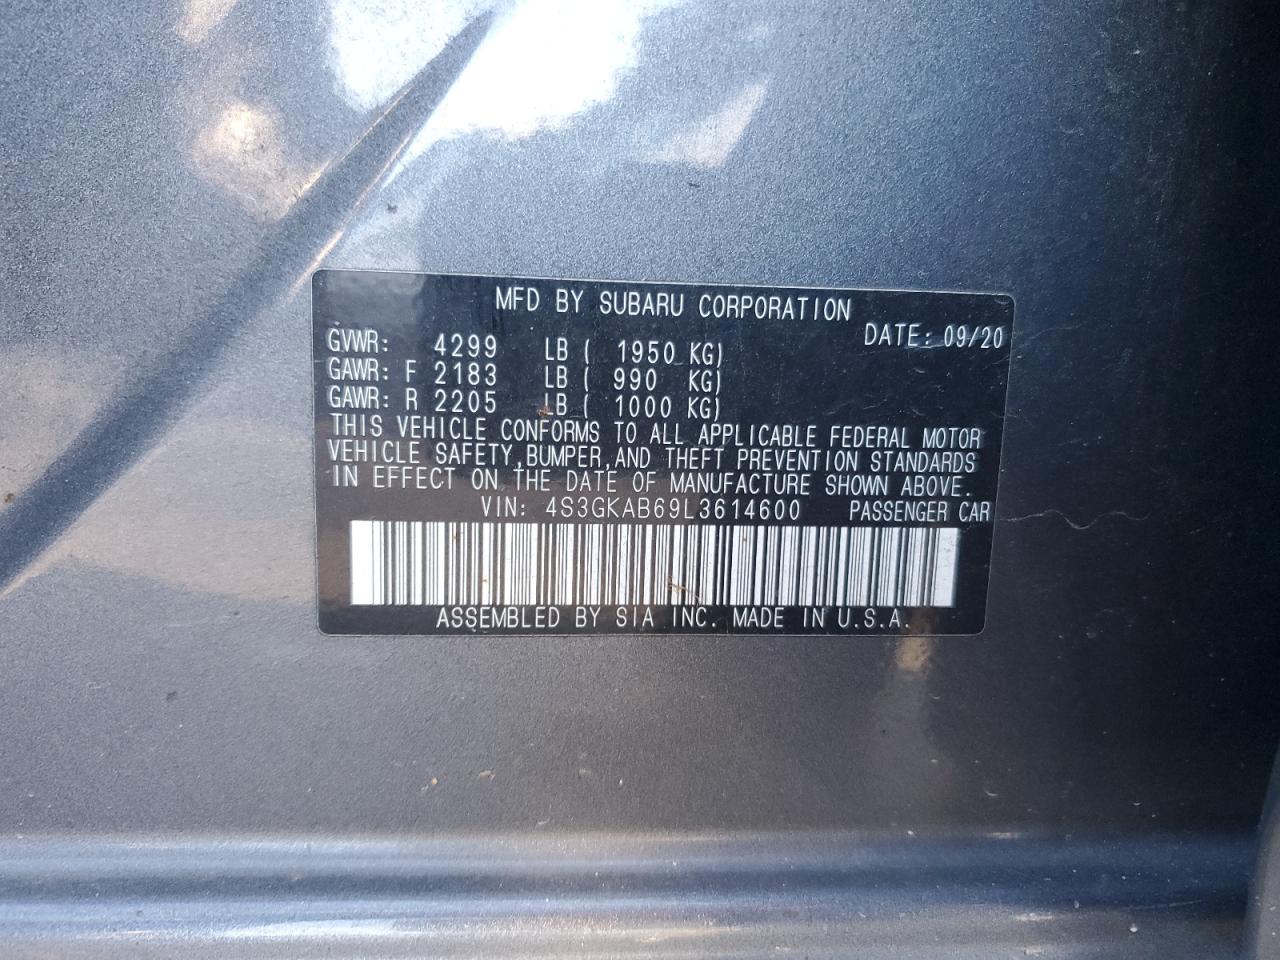 MFD BY SUBARU CORPORATION
DATE: 09/20
GVWR: 4299 LB ( 1950 KG)
GAWR: F 2183 LB ( 990 KG)
GAWR: R 2205 LB ( 1000 KG)
THIS VEHICLE CONFORMS TO ALL APPLICABLE FEDERAL MOTOR
VEHICLE SAFETY,BUMPER,AND THEFT PREVENTION STANDARDS
IN EFFECT ON THE DATE OF MANUFACTURE SHOWN ABOVE.
VIN: 4S3GKAB69L3614600 PASSENGER CAR
ASSEMBLED BY SIA INC. MADE IN U.S.A.